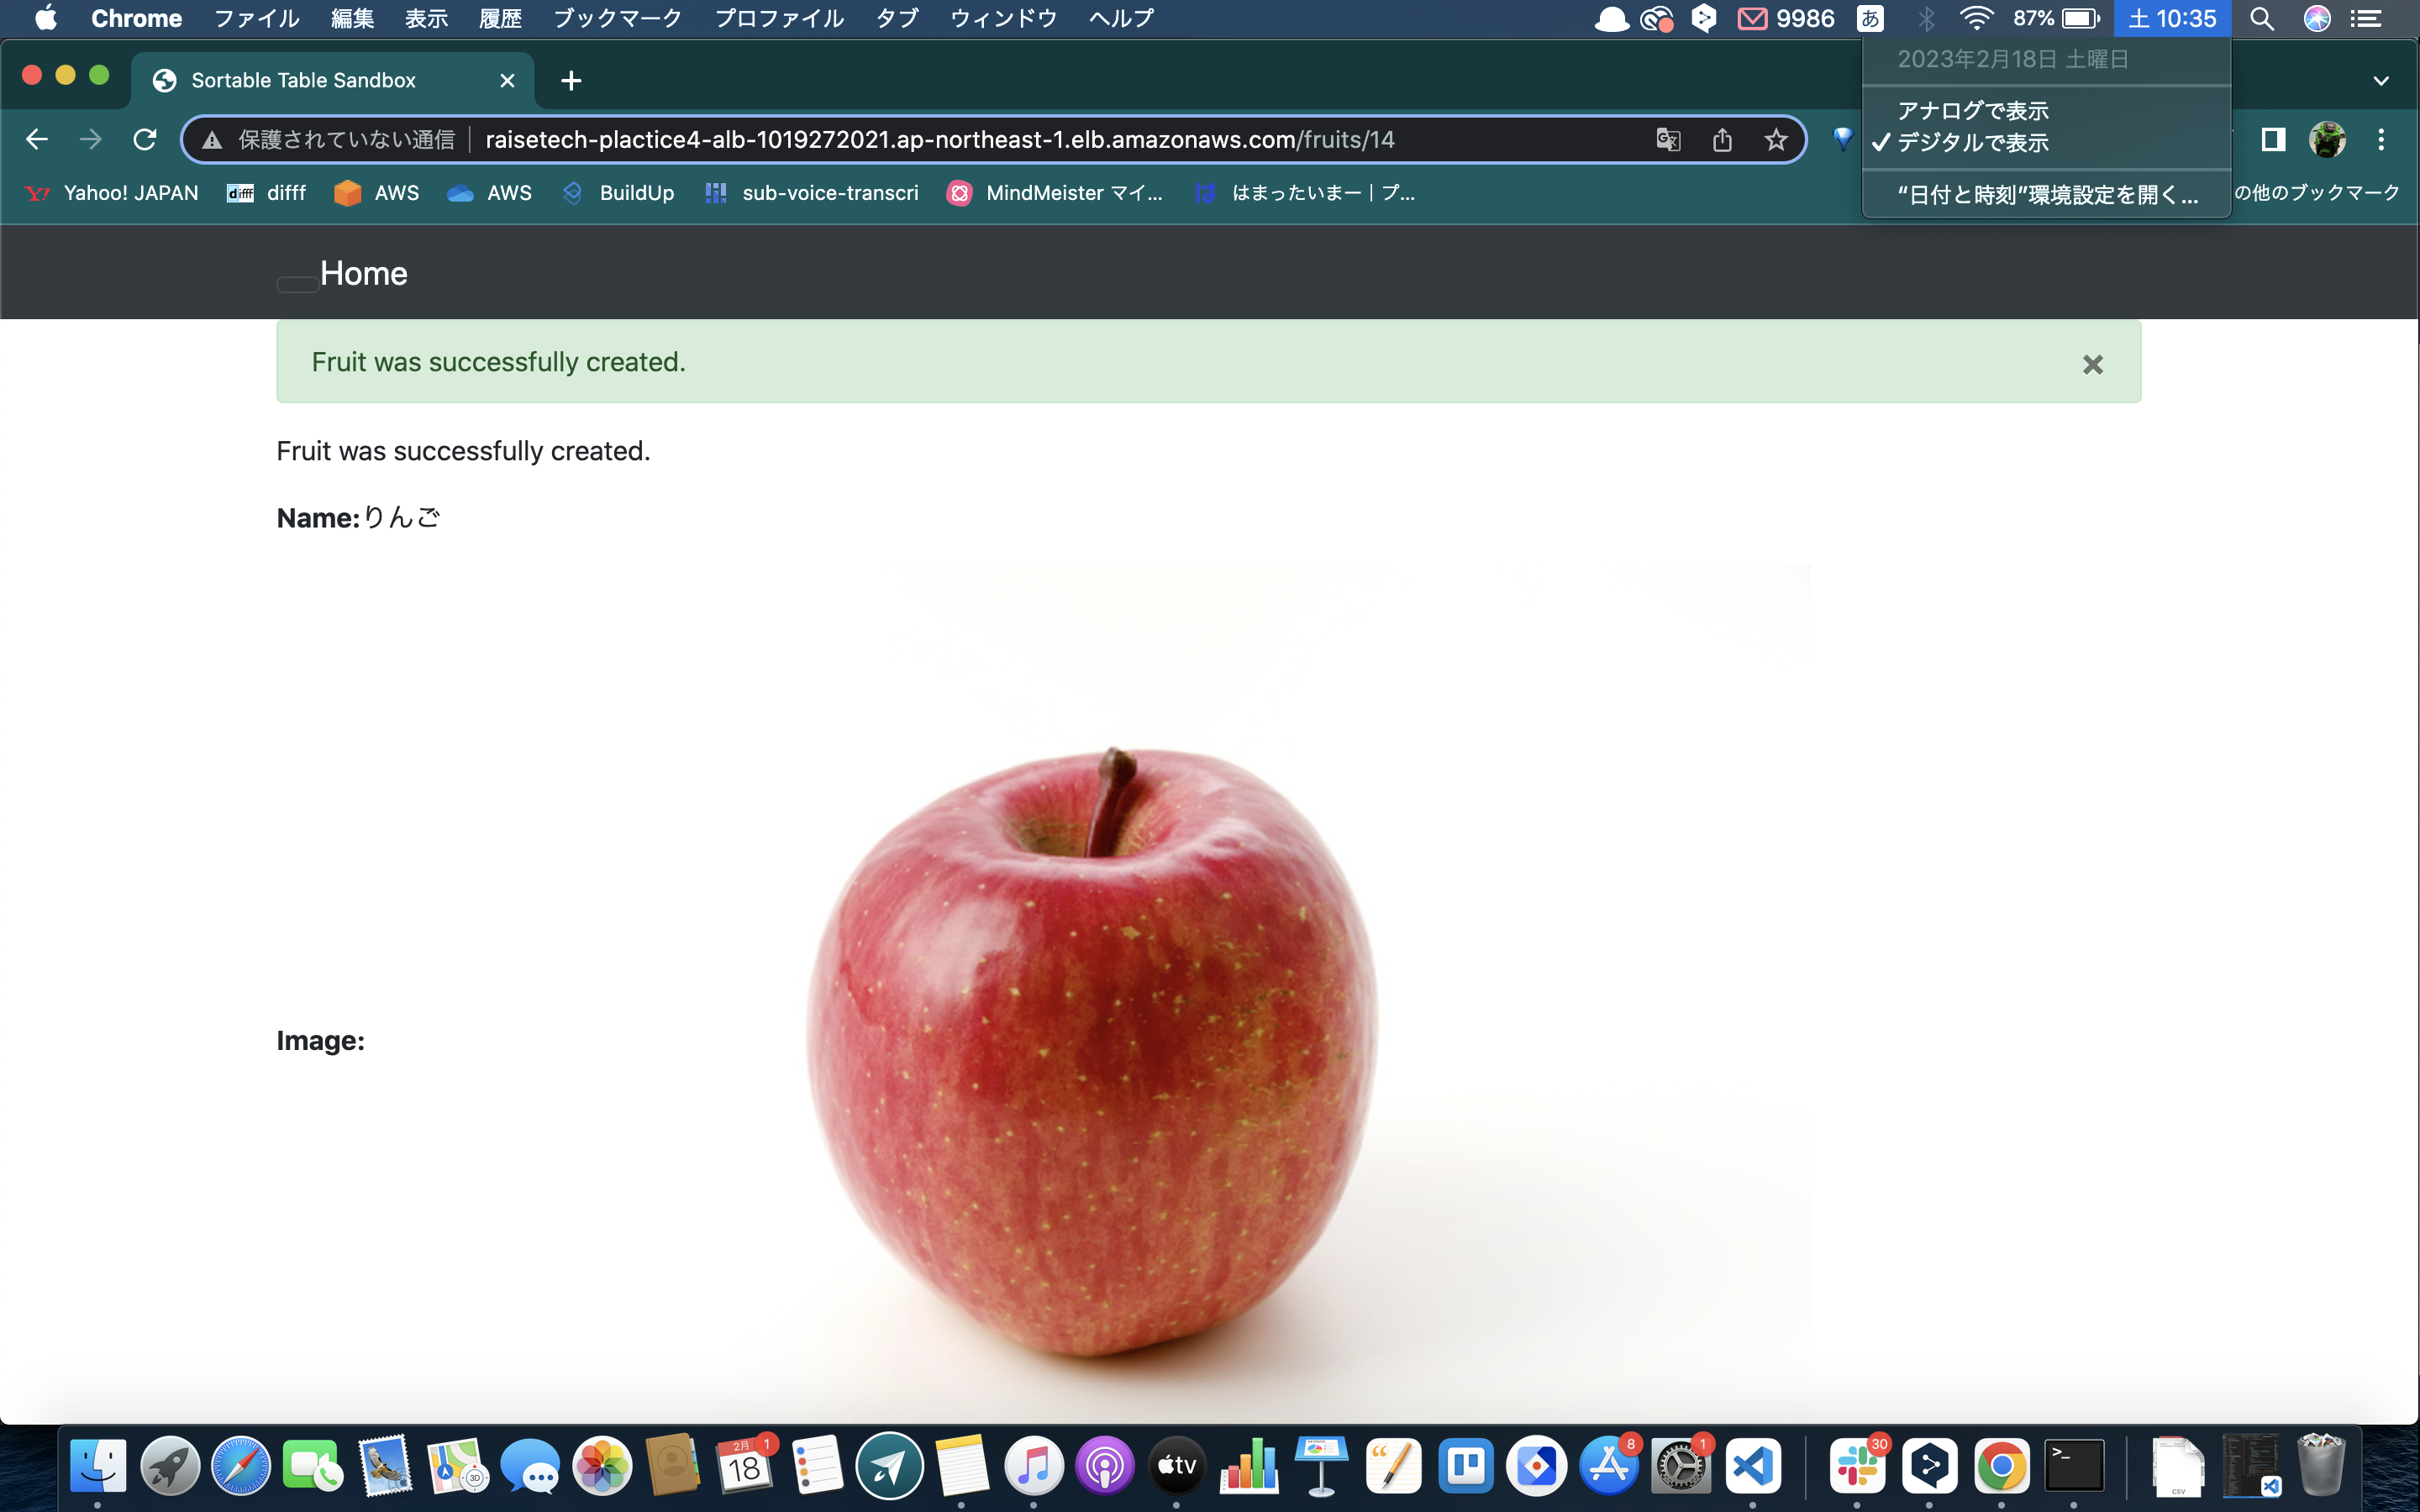 Chrome ファイル 編集 表示 履歴 ブックマーク プロファイル タブ ウィンドウ ヘルプ 9986 あ 87% 土 10:35
2023年2月18日 土曜日
アナログで表示
✓デジタルで表示
“日付と時刻”環境設定を開く...
Sortable Table Sandbox
保護されていない通信 raisetech-plactice4-alb-1019272021.ap-northeast-1.elb.amazonaws.com/fruits/14
Yahoo! JAPAN diff difff AWS AWS BuildUp sub-voice-transcri MindMeister マイ... は はまったいまー | プ... の他のブックマーク
Home
Fruit was successfully created. ×
Fruit was successfully created.
Name:りんご
Image:
3D 2月 18 1 tv 8 1 30 >_ CSV